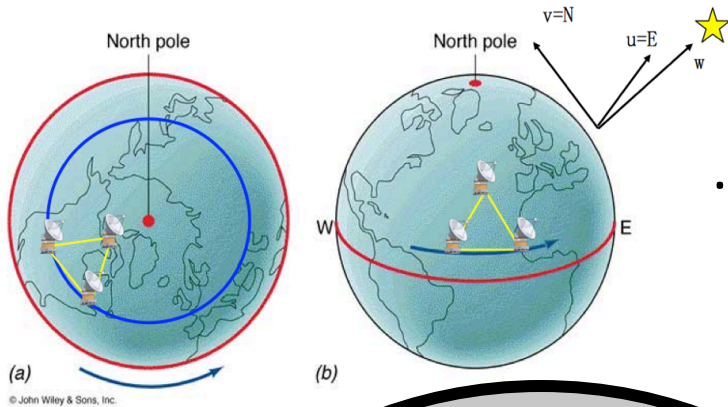 North pole
(a)
© John Wiley & Sons, Inc.
North pole
W
E
(b)
v=N
u=E
w